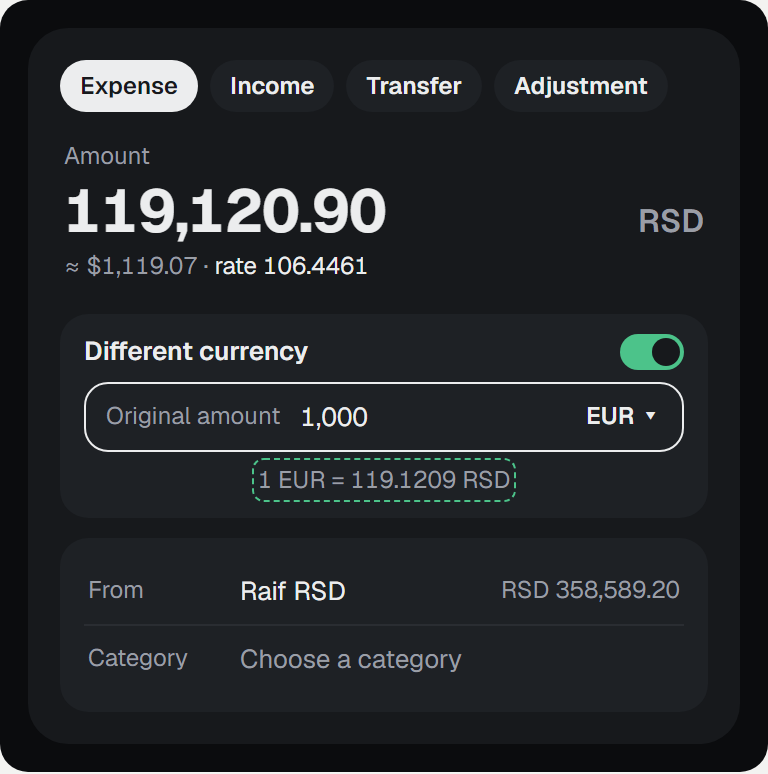 Expense Income Transfer Adjustment
Amount
119,120.90 RSD
≈ $1,119.07 · rate 106.4461
Different currency
Original amount 1,000 EUR ▼
1 EUR = 119.1209 RSD
From Raif RSD RSD 358,589.20
Category Choose a category